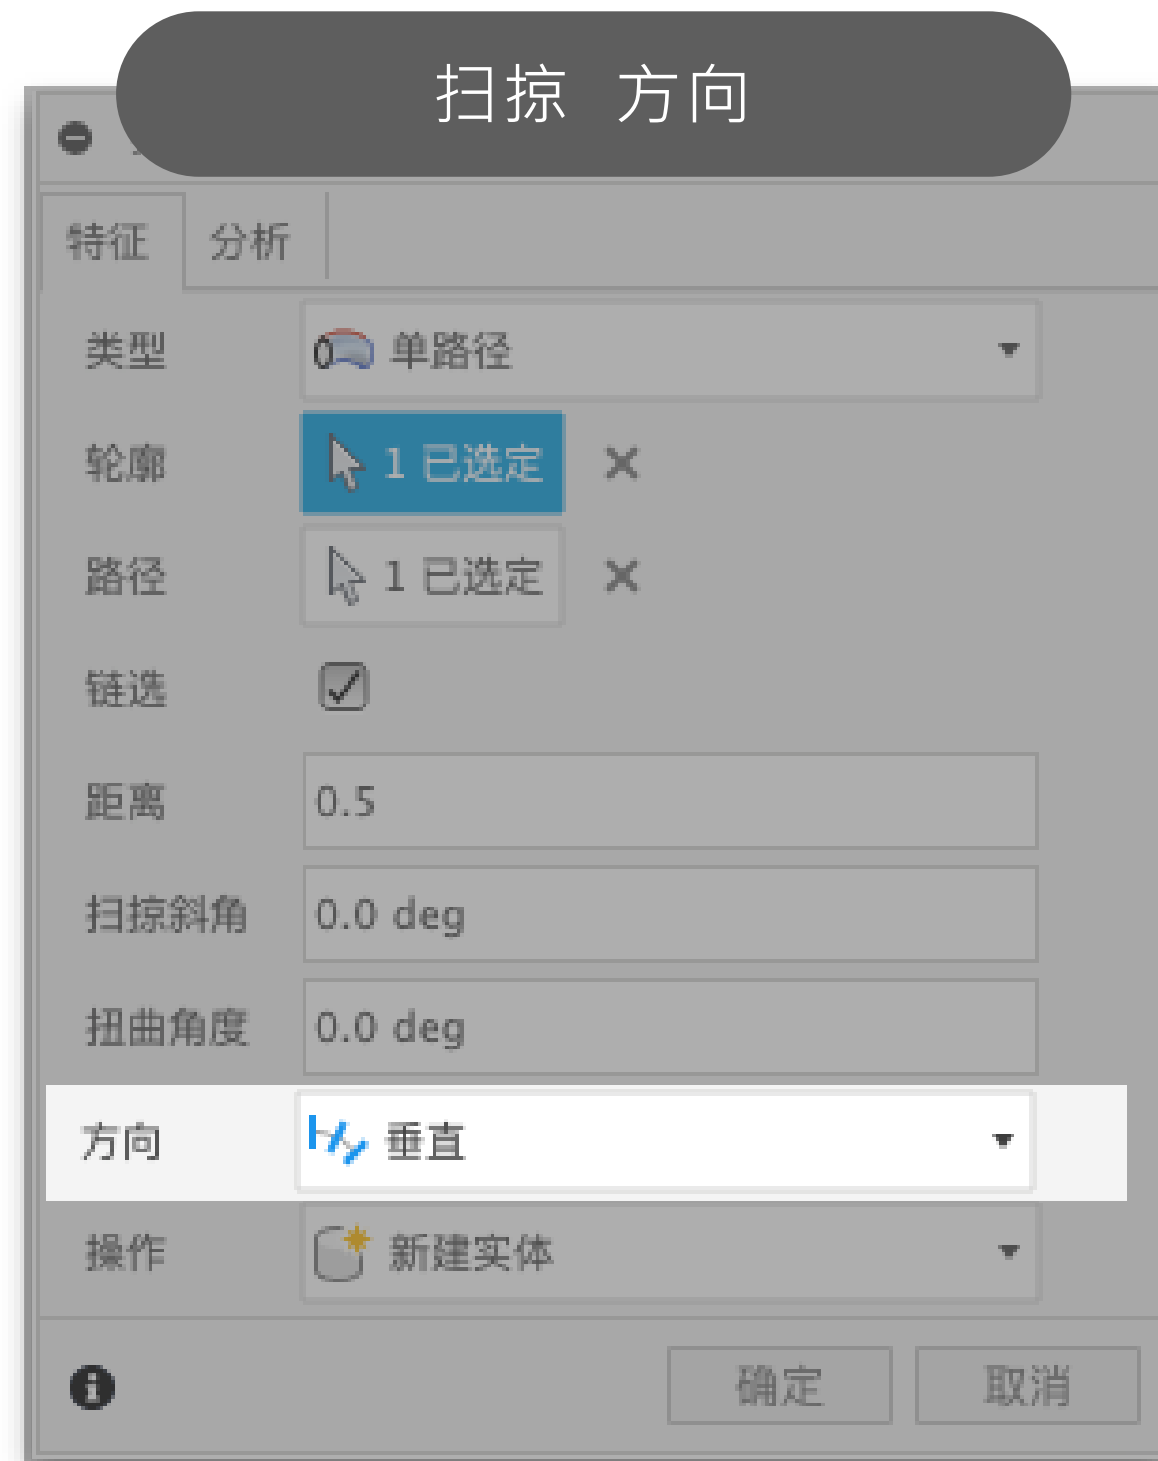 扫掠 方向
特征 分析
类型 单路径
轮廓 1 已选定
路径 1 已选定
链选
距离 0.5
扫掠斜角 0.0 deg
扭曲角度 0.0 deg
方向 垂直
操作 新建实体
确定 取消